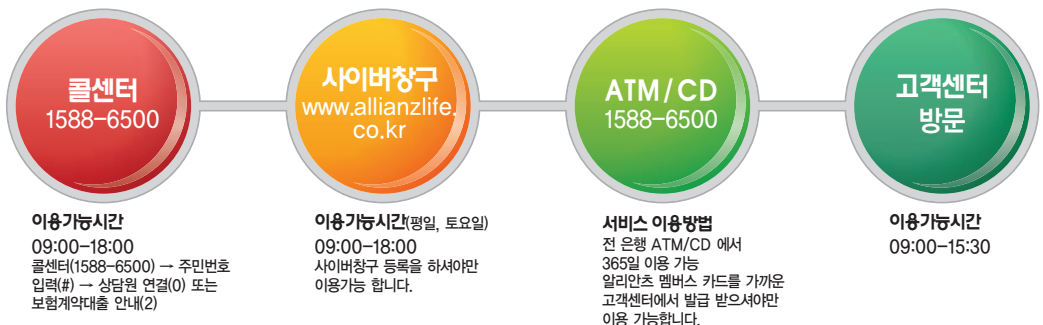 콜센터
1588-6500
이용가능시간
09:00-18:00
콜센터(1588-6500) → 주민번호
입력(#) → 상담원 연결(0) 또는
보험계약대출 안내(2)
사이버창구
www.allianzlife.
co.kr
이용가능시간(평일, 토요일)
09:00-18:00
사이버창구 등록을 하셔야만
이용가능 합니다.
ATM/CD
1588-6500
서비스 이용방법
전 은행 ATM/CD 에서
365일 이용 가능
알리안츠 멤버스 카드를 가까운
고객센터에서 발급 받으셔야만
이용 가능합니다.
고객센터
방문
이용가능시간
09:00-15:30